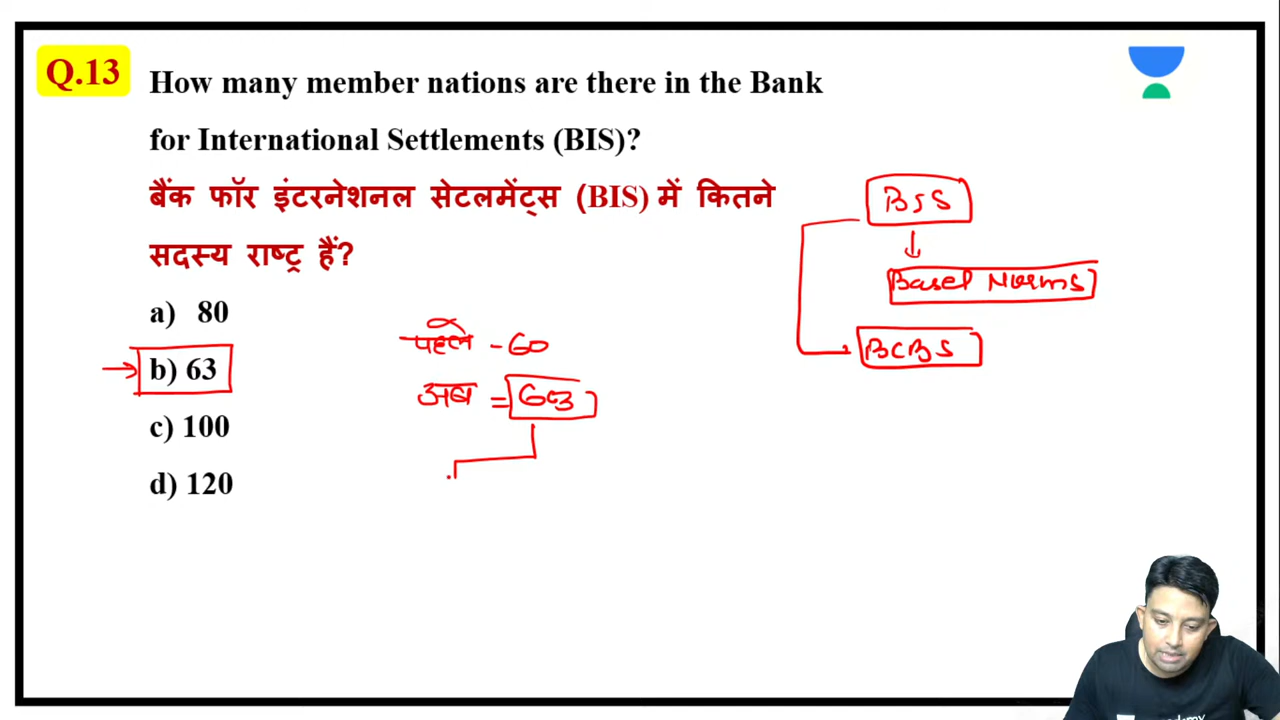 Q.13
How many member nations are there in the Bank
for International Settlements (BIS)?
बैंक फॉर इंटरनेशनल सेटलमेंट्स (BIS) में कितने
सदस्य राष्ट्र हैं?
a) 80
b) 63
c) 100
d) 120
पहले - 60
अब = 63
BIS
Basel Norms
BCBS